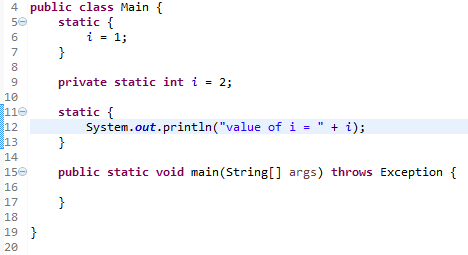 4 public class Main {
5 static {
6 i = 1;
7 }
8
9 private static int i = 2;
10
11 static {
12 System.out.println("value of i = " + i);
13 }
14
15 public static void main(String[] args) throws Exception {
16
17 }
18
19 }
20